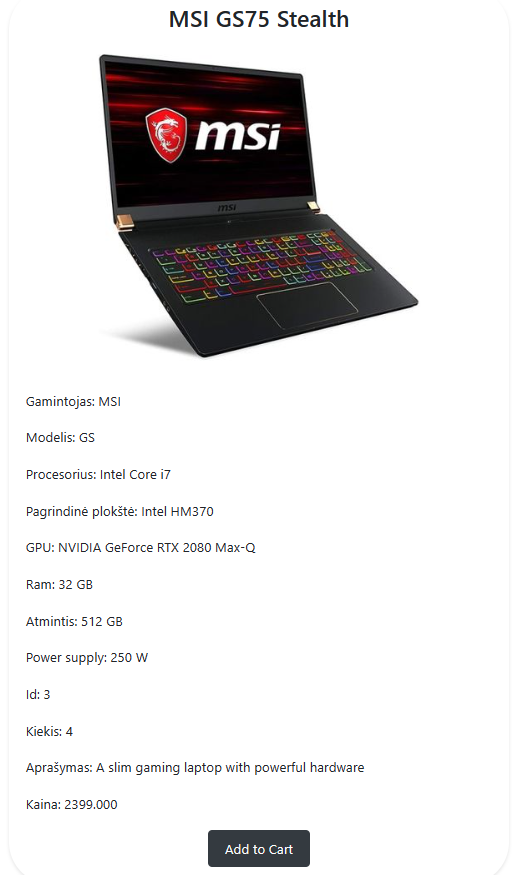 MSI GS75 Stealth
msi
msi
Gamintojas: MSI
Modelis: GS
Procesorius: Intel Core i7
Pagrindinė plokštė: Intel HM370
GPU: NVIDIA GeForce RTX 2080 Max-Q
Ram: 32 GB
Atmintis: 512 GB
Power supply: 250 W
Id: 3
Kiekis: 4
Aprašymas: A slim gaming laptop with powerful hardware
Kaina: 2399.000
Add to Cart